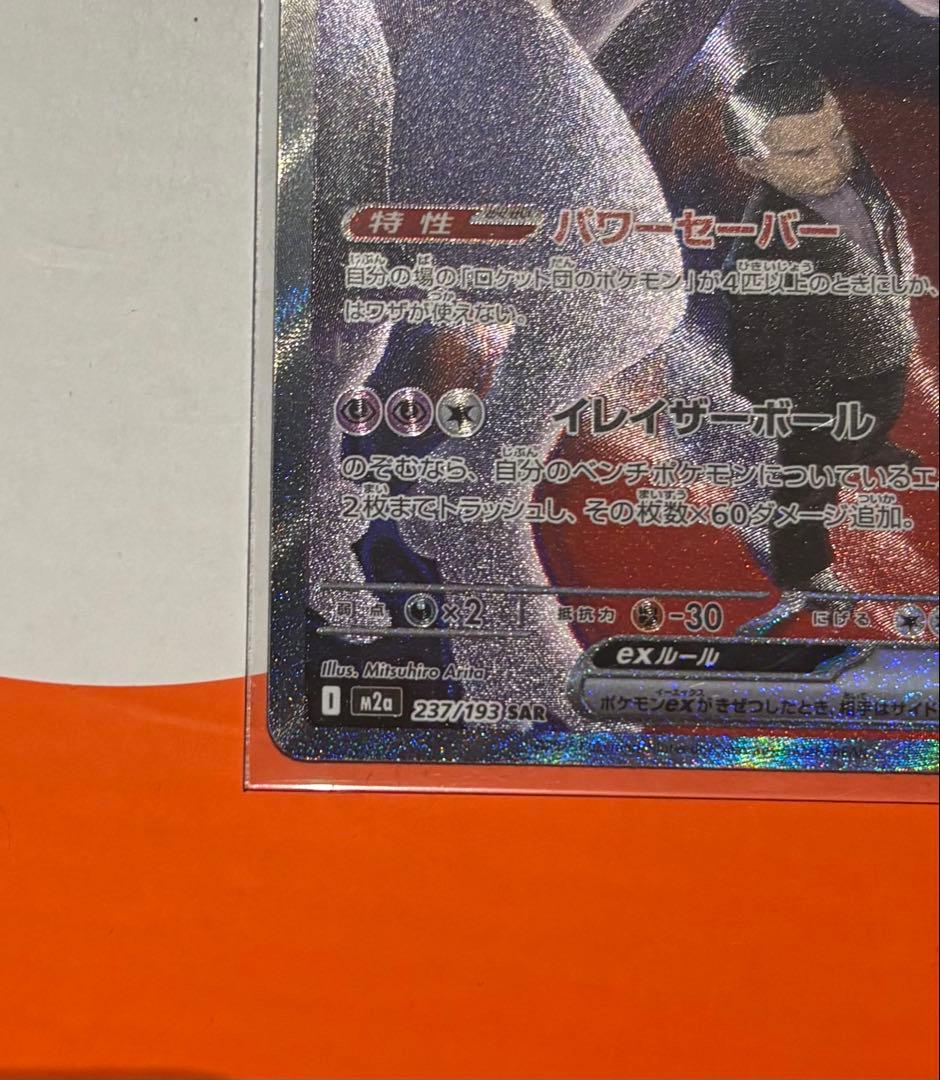 特性 パワーセーバー
自分の場の「ロケット団のポケモン」が4匹以上のときにしか、
はワザが使えない。
イレイザーボール
のぞむなら、自分のベンチポケモンについているエ
2枚までトラッシュし、その枚数×60ダメージ追加。
弱点 ×2 抵抗力 -30 にげる
Illus. Mitsuhiro Arita
exルール
I M2a 237/193 SAR
ポケモンexがきぜつしたとき、相手はサイド